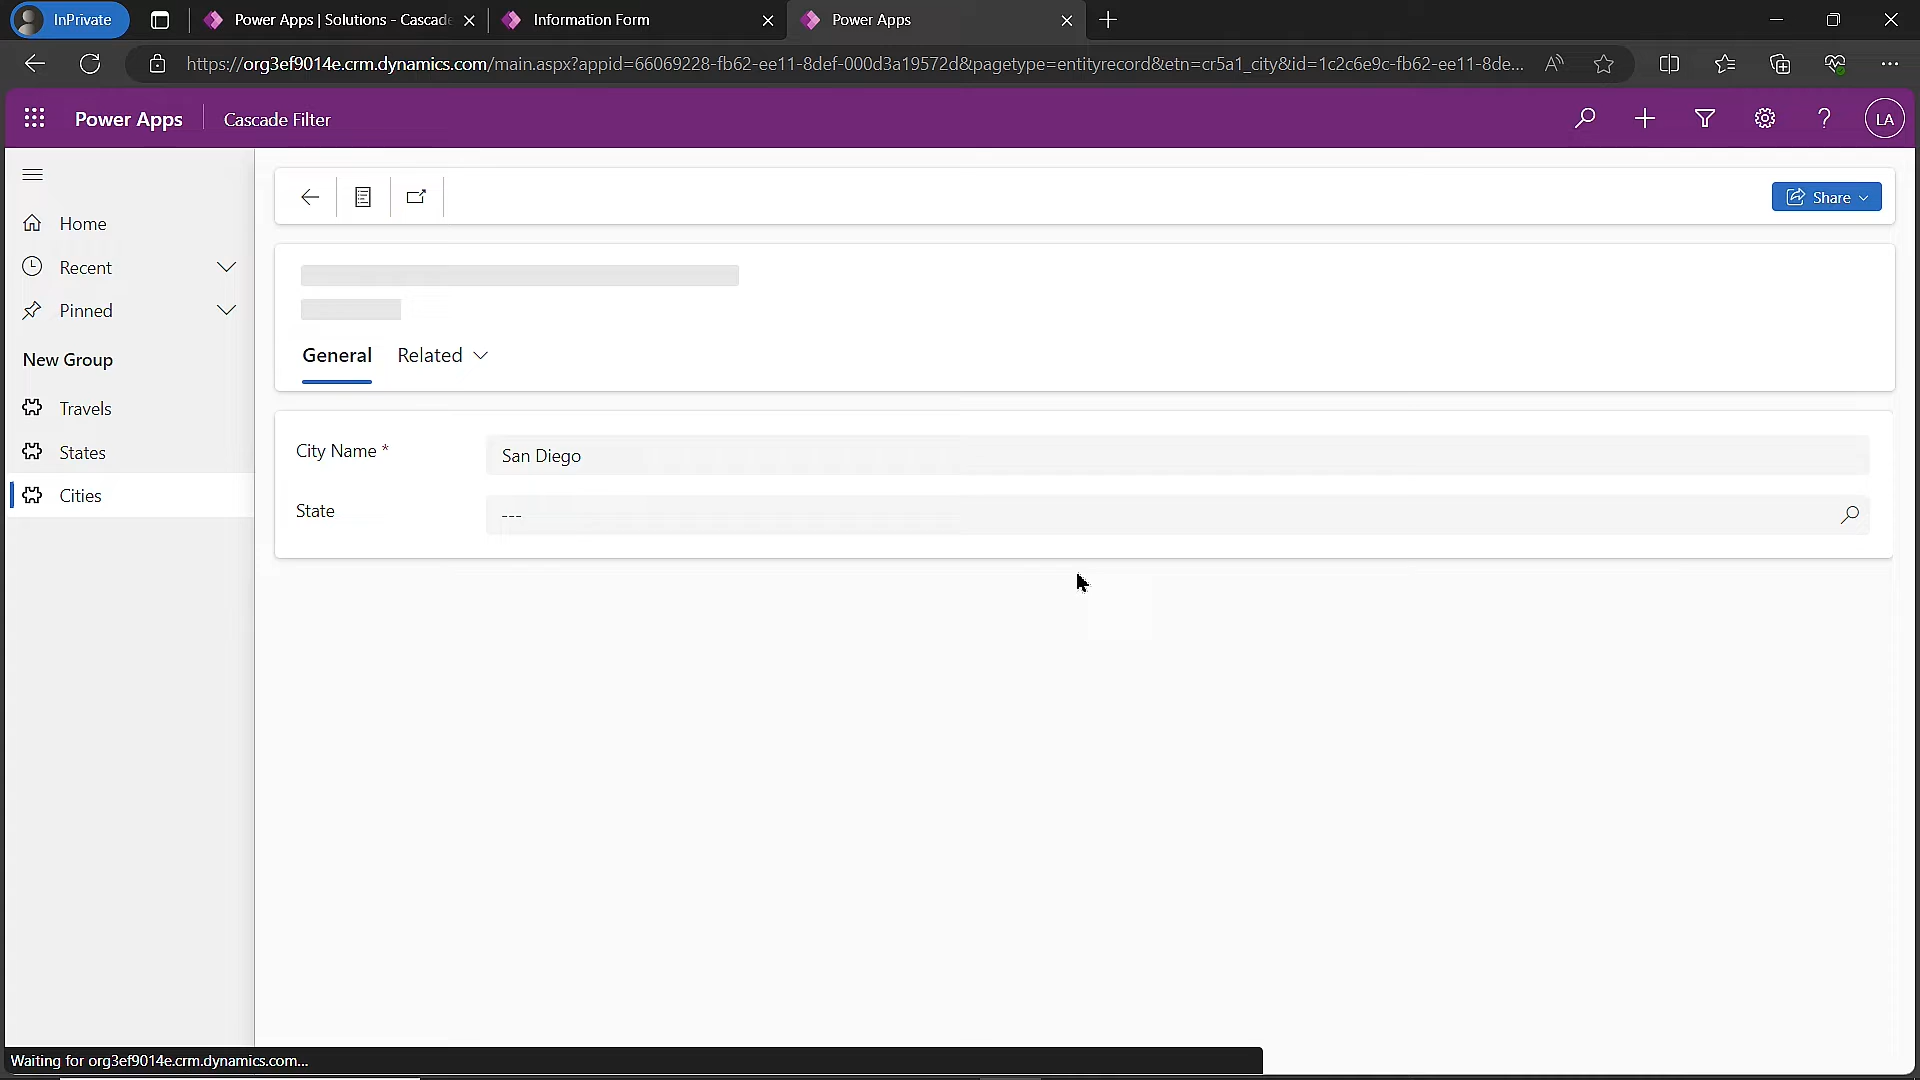 InPrivate
Power Apps | Solutions - Cascade
Information Form
Power Apps
https://org3ef9014e.crm.dynamics.com/main.aspx?appid=66069228-fb62-ee11-8def-000d3a19572d&pagetype=entityrecord&etn=cr5a1_city&id=1c2c6e9c-fb62-ee11-8de...
Power Apps
Cascade Filter
LA
Share
Home
Recent
Pinned
New Group
Travels
States
Cities
General
Related
City Name *
San Diego
State
---
Waiting for org3ef9014e.crm.dynamics.com...